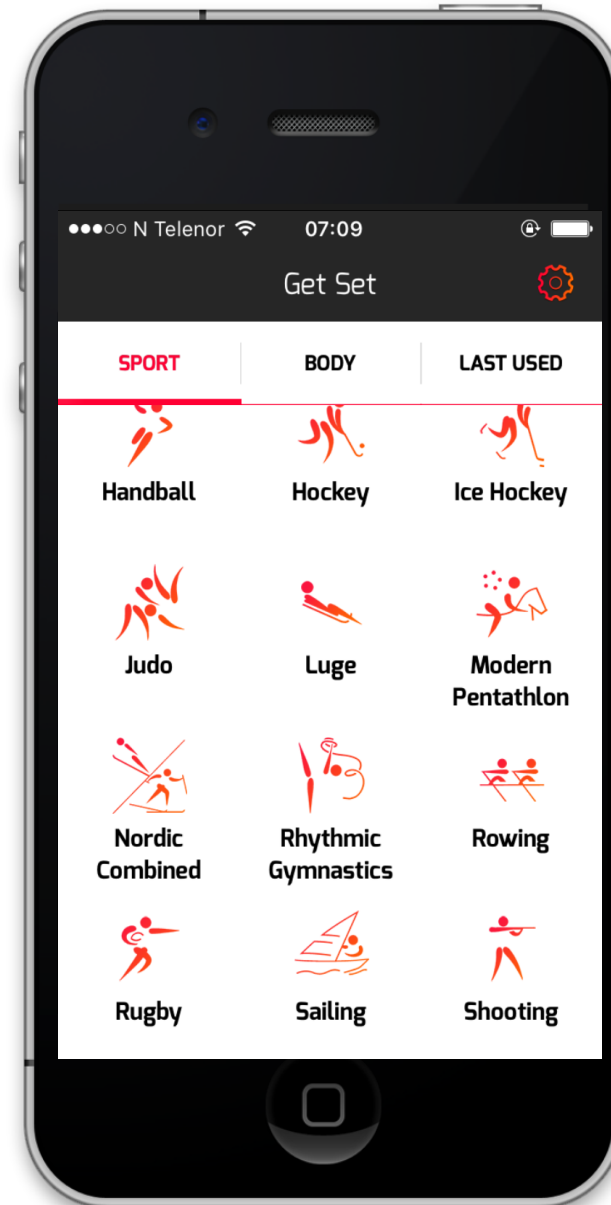 N Telenor 07:09
Get Set
SPORT BODY LAST USED
Handball Hockey Ice Hockey
Judo Luge Modern
Pentathlon
Nordic Rhythmic Rowing
Combined Gymnastics
Rugby Sailing Shooting